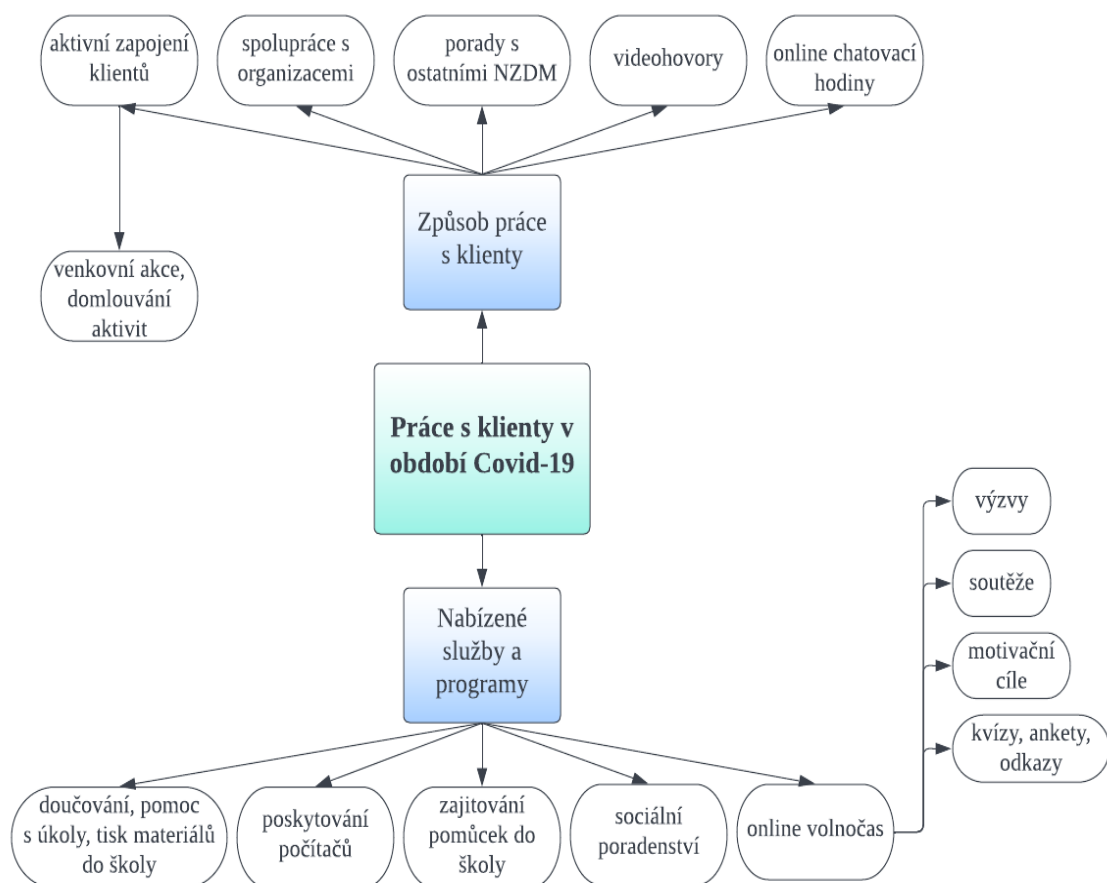 aktivní zapojení
klientů
spolupráce s
organizacemi
porady s
ostatními NZDM
videohovory
online chatovací
hodiny
Způsob práce
s klienty
venkovní akce,
domlouvání
aktivit
Práce s klienty v
období Covid-19
výzvy
soutěže
motivační
cíle
kvízy, ankety,
odkazy
Nabízené
služby a
programy
doučování, pomoc
s úkoly, tisk materiálů
do školy
poskytování
počítačů
zajitování
pomůcek do
školy
sociální
poradenství
online volnočas